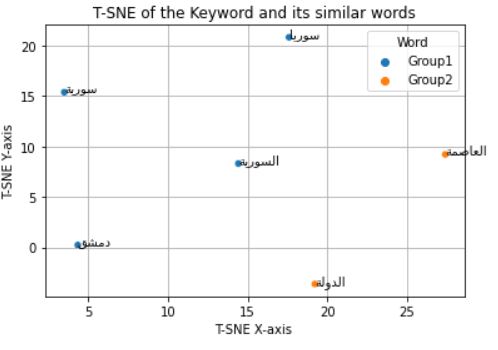 T-SNE of the Keyword and its similar words
Word
Group1
Group2
سوريا
سورية
السورية
العاصمة
دمشق
الدولة
20
15
10
5
0
T-SNE Y-axis
5
10
15
20
25
T-SNE X-axis